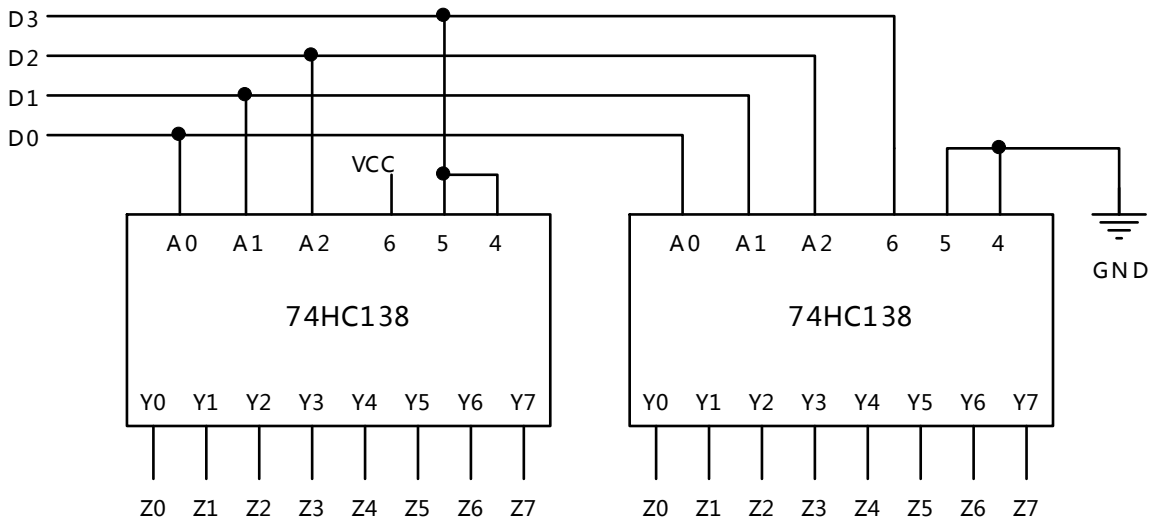 D3
D2
D1
D0
VCC
A0 A1 A2 6 5 4
A0 A1 A2 6 5 4
GND
74HC138
74HC138
Y0 Y1 Y2 Y3 Y4 Y5 Y6 Y7
Y0 Y1 Y2 Y3 Y4 Y5 Y6 Y7
Z0 Z1 Z2 Z3 Z4 Z5 Z6 Z7
Z0 Z1 Z2 Z3 Z4 Z5 Z6 Z7